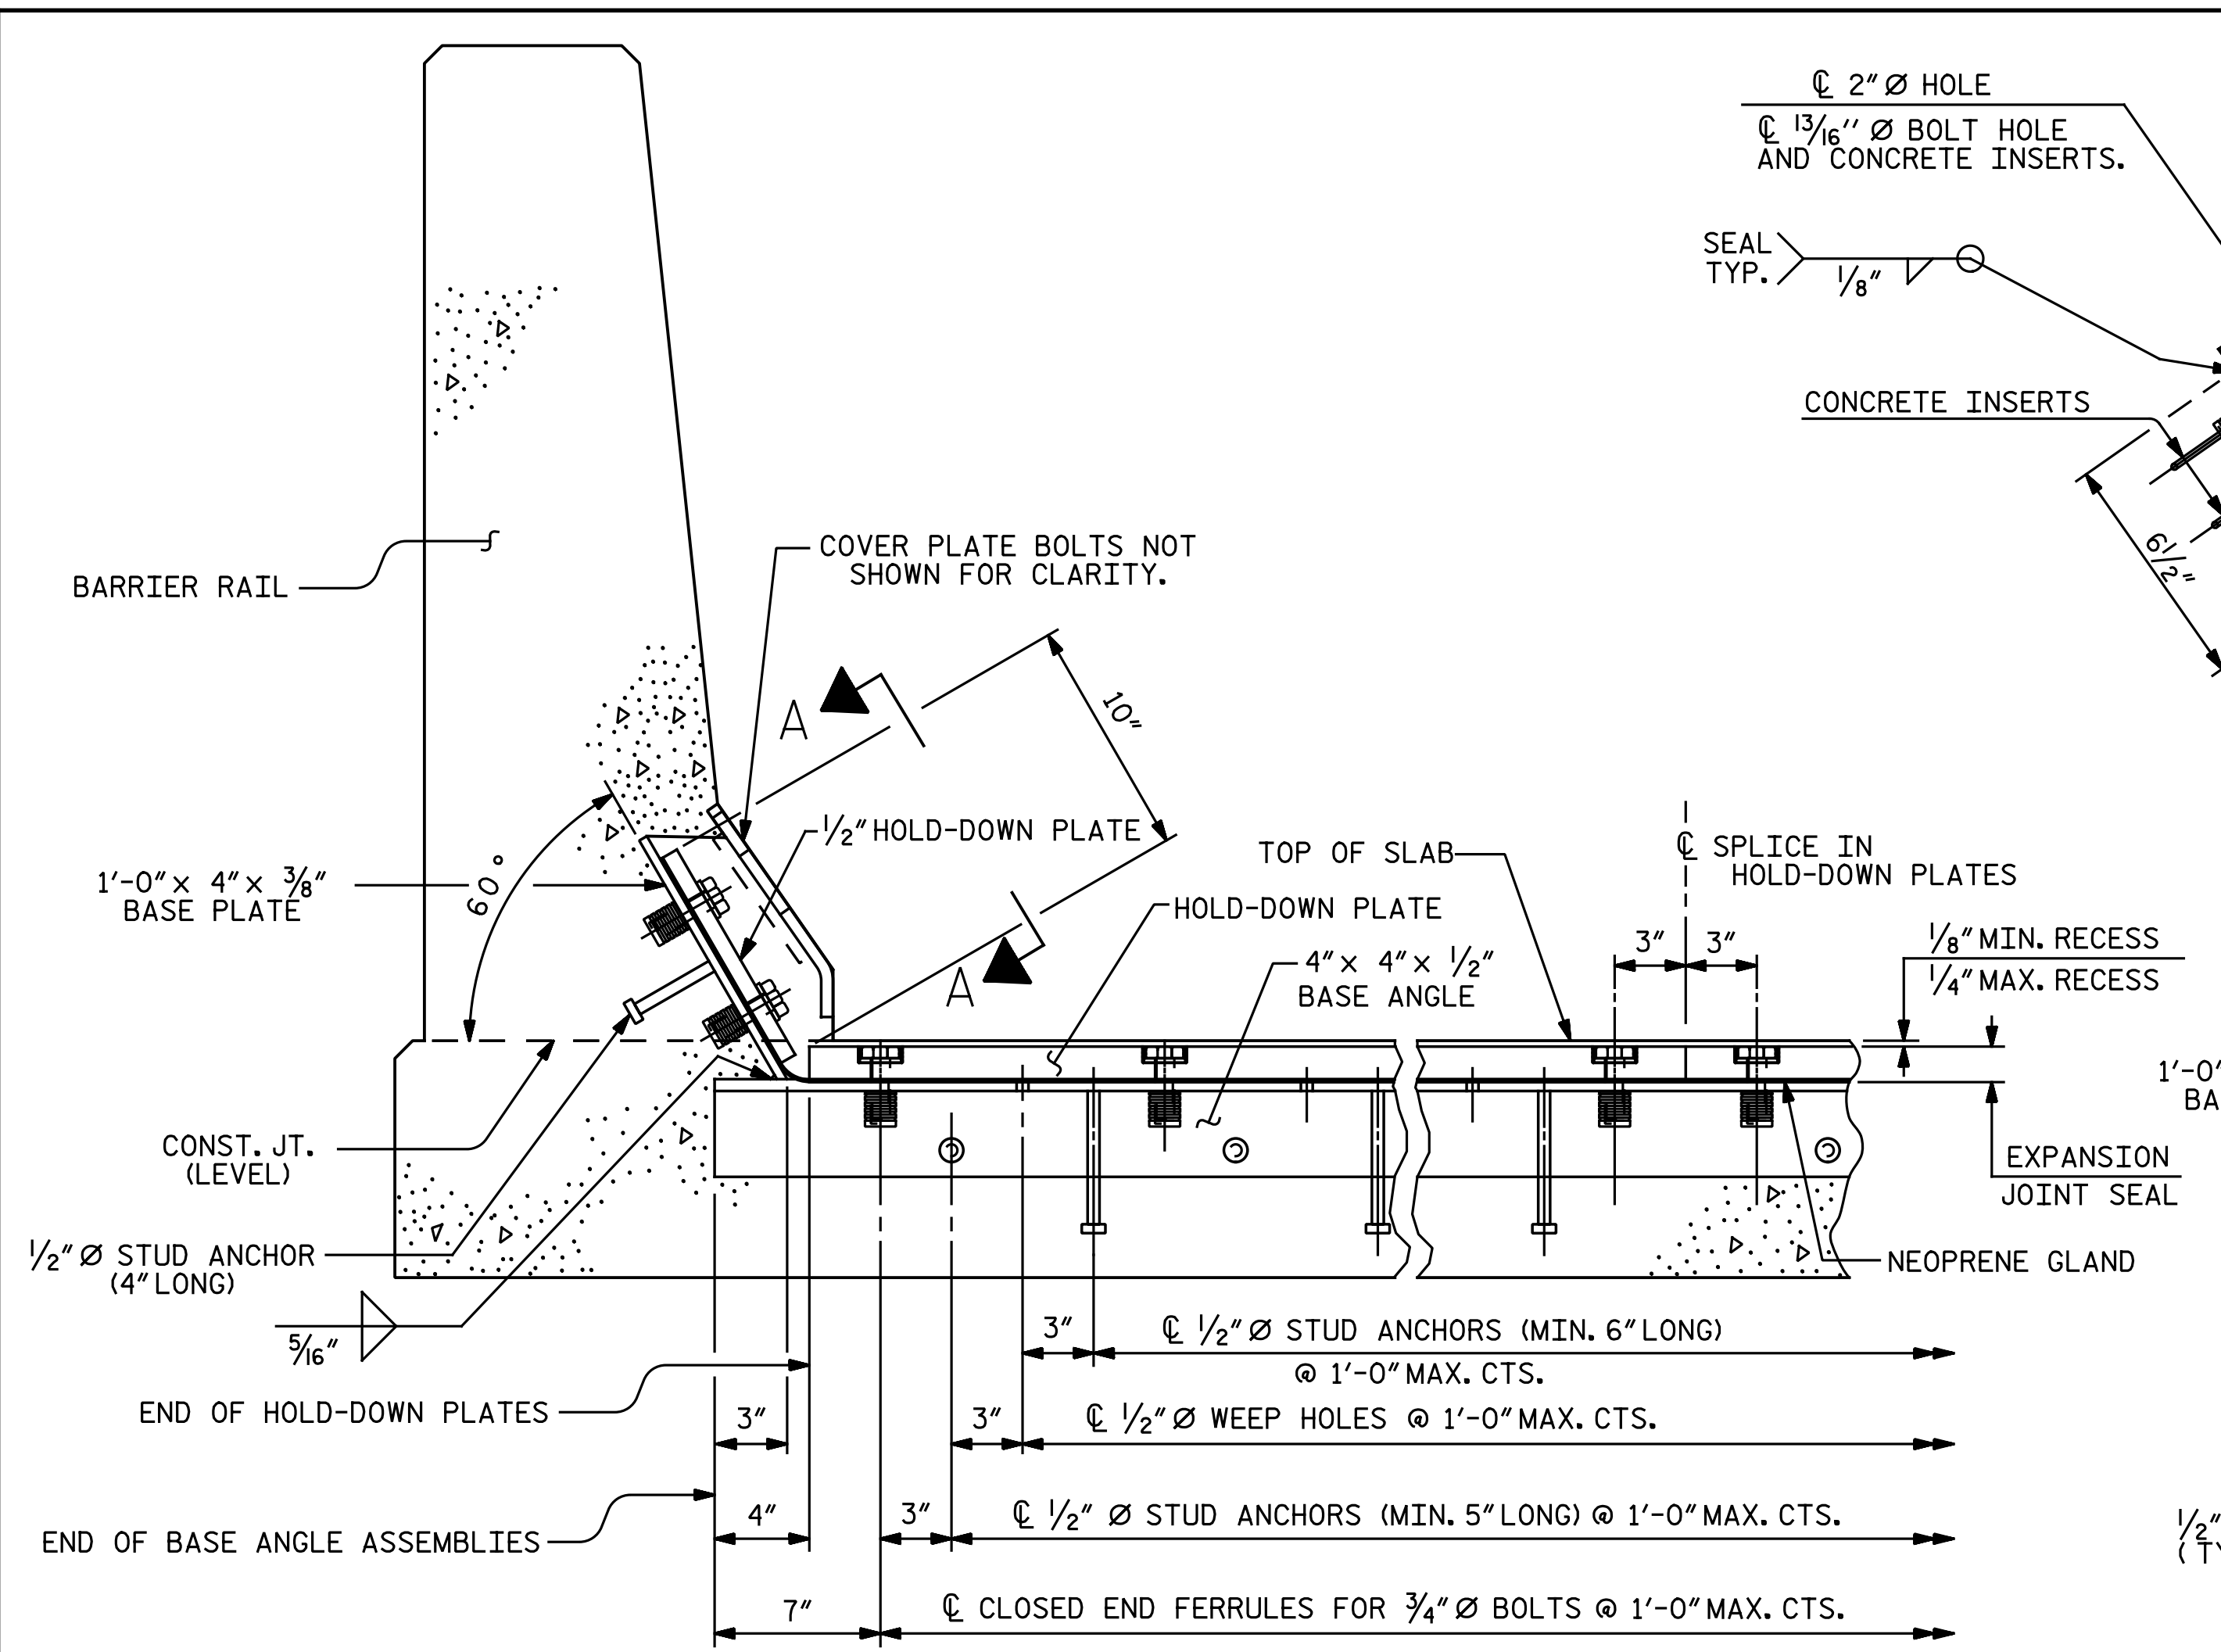 ℄ 2"Ø HOLE
℄ 13/16" Ø BOLT HOLE
AND CONCRETE INSERTS.
SEAL
TYP.
1/8"
CONCRETE INSERTS
6 1/2"
COVER PLATE BOLTS NOT
SHOWN FOR CLARITY.
BARRIER RAIL
A
10"
1/2" HOLD-DOWN PLATE
TOP OF SLAB
℄ SPLICE IN
HOLD-DOWN PLATES
1'-0" x 4" x 3/8"
BASE PLATE
60°
HOLD-DOWN PLATE
3" 3"
1/8" MIN. RECESS
1/4" MAX. RECESS
A
4" x 4" x 1/2"
BASE ANGLE
1'-0"
CONST. JT.
(LEVEL)
EXPANSION
JOINT SEAL
1/2" Ø STUD ANCHOR
(4" LONG)
NEOPRENE GLAND
5/16"
3" ℄ 1/2" Ø STUD ANCHORS (MIN. 6" LONG)
@ 1'-0" MAX. CTS.
END OF HOLD-DOWN PLATES
3" 3" ℄ 1/2" Ø WEEP HOLES @ 1'-0" MAX. CTS.
4" 3" ℄ 1/2" Ø STUD ANCHORS (MIN. 5" LONG) @ 1'-0" MAX. CTS.
1/2"
END OF BASE ANGLE ASSEMBLIES
7" ℄ CLOSED END FERRULES FOR 3/4" Ø BOLTS @ 1'-0" MAX. CTS.